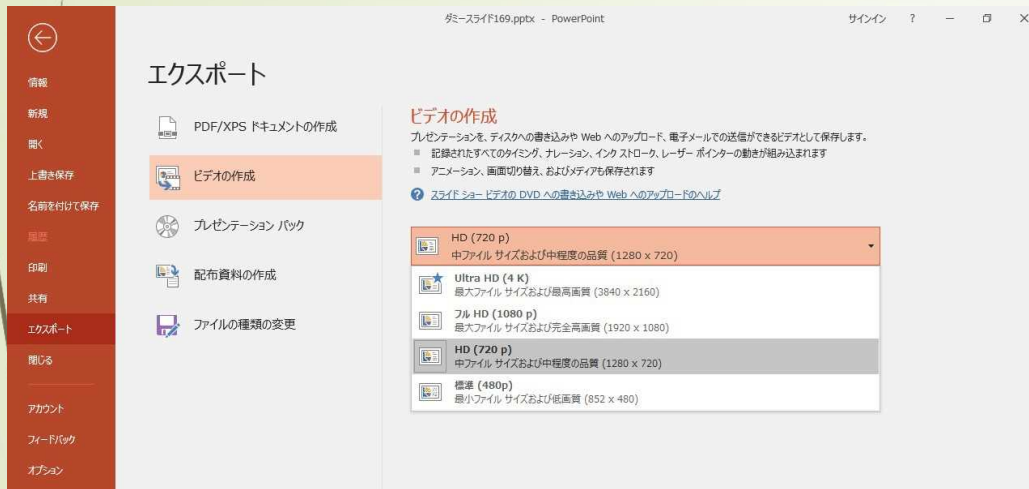 ダミースライド169.pptx - PowerPoint
サインイン ? － ×
情報
新規
開く
上書き保存
名前を付けて保存
履歴
印刷
共有
エクスポート
閉じる
アカウント
フィードバック
オプション
エクスポート
PDF/XPS ドキュメントの作成
ビデオの作成
プレゼンテーション パック
配布資料の作成
ファイルの種類の変更
ビデオの作成
プレゼンテーションを、ディスクへの書き込みや Web へのアップロード、電子メールでの送信ができるビデオとして保存します。
記録されたすべてのタイミング、ナレーション、インク ストローク、レーザー ポインターの動きが組み込まれます
アニメーション、画面切り替え、およびメディアも保存されます
スライド ショー ビデオの DVD への書き込みや Web へのアップロードのヘルプ
HD (720 p)
中ファイル サイズおよび中程度の品質 (1280 x 720)
Ultra HD (4 K)
最大ファイル サイズおよび最高画質 (3840 x 2160)
フル HD (1080 p)
最大ファイル サイズおよび完全高画質 (1920 x 1080)
HD (720 p)
中ファイル サイズおよび中程度の品質 (1280 x 720)
標準 (480p)
最小ファイル サイズおよび低画質 (852 x 480)